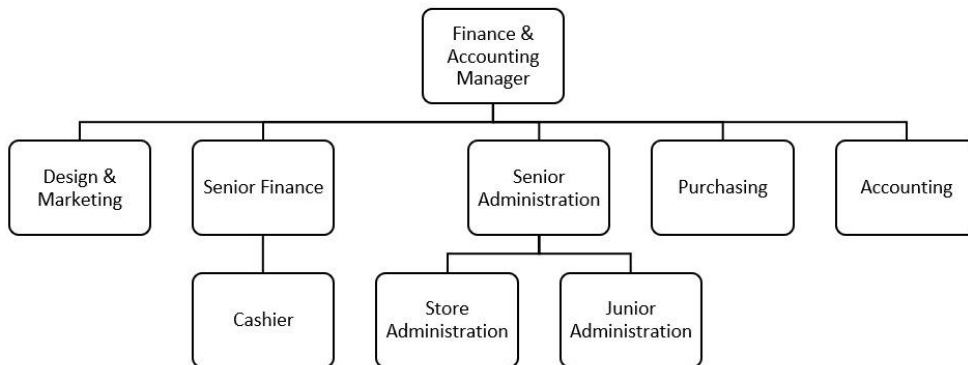 Finance &
Accounting
Manager
Design &
Marketing
Senior Finance
Senior
Administration
Purchasing
Accounting
Cashier
Store
Administration
Junior
Administration